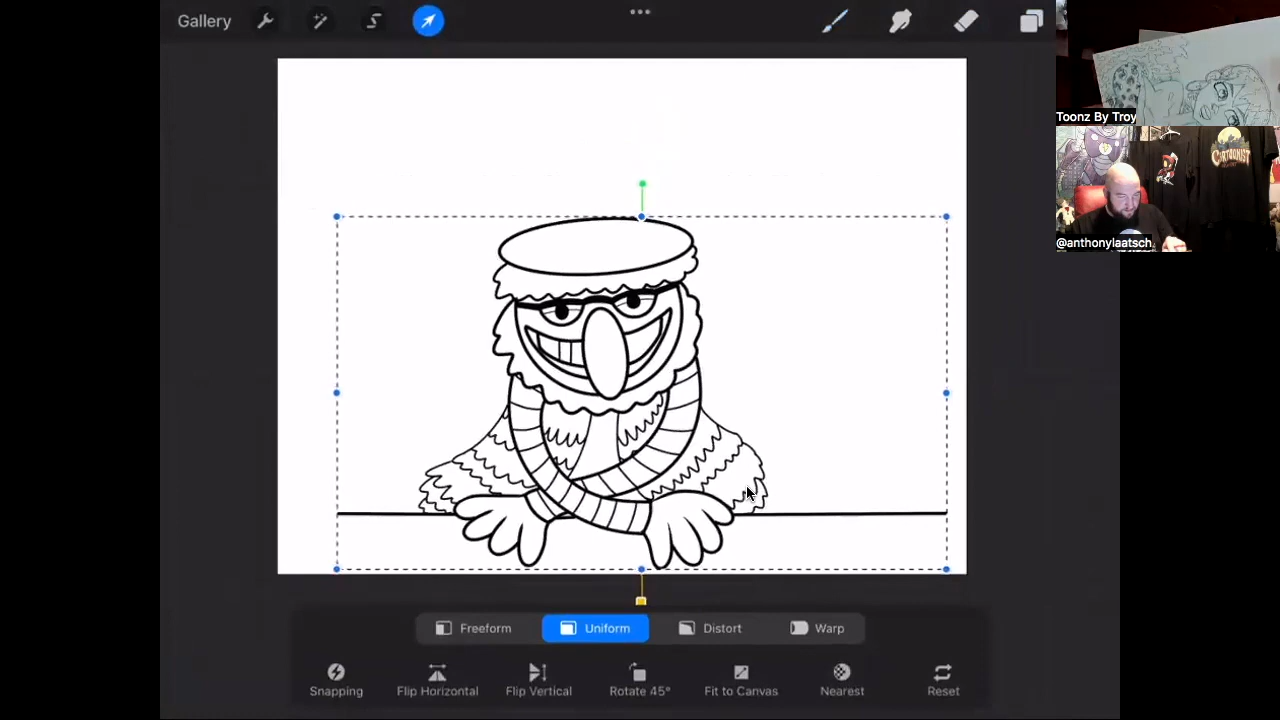 Gallery
Toonz By Troy
CARTOONIST
@anthonylaatsch
Freeform
Uniform
Distort
Warp
Snapping
Flip Horizontal
Flip Vertical
Rotate 45°
Fit to Canvas
Nearest
Reset